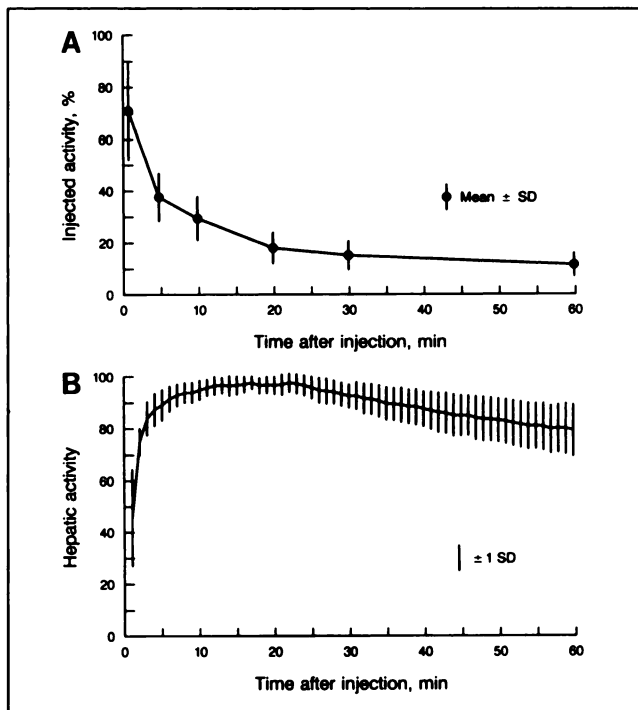 A
100
80
60
40
20
0
Injected activity, %
Mean ± SD
0 10 20 30 40 50 60
Time after injection, min
B
100
80
60
40
20
0
Hepatic activity
± 1 SD
0 10 20 30 40 50 60
Time after injection, min